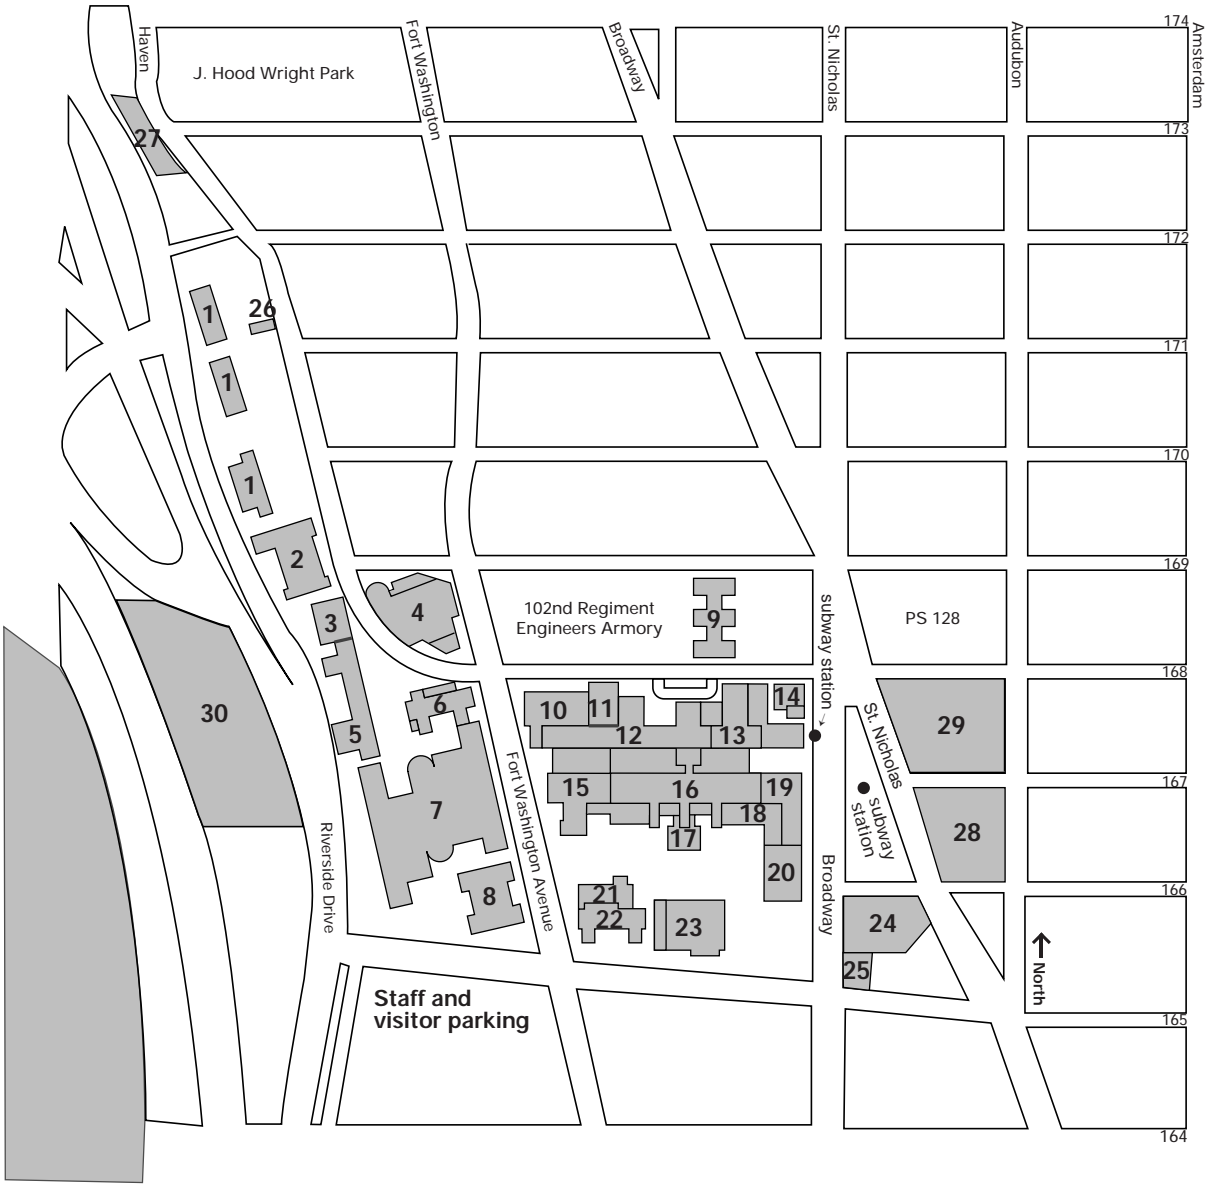 174
Haven
Fort Washington
Broadway
St. Nicholas
Audubon
Amsterdam
J. Hood Wright Park
173
27
172
1
26
171
1
170
1
2
169
4
102nd Regiment
Engineers Armory
9
subway station
PS 128
3
168
6
10
11
14
30
5
12
13
St. Nicholas
29
Fort Washington Avenue
167
15
16
19
7
18
17
subway
station
28
Riverside Drive
20
Broadway
8
21
22
23
166
24
25
North
Staff and
visitor parking
165
164